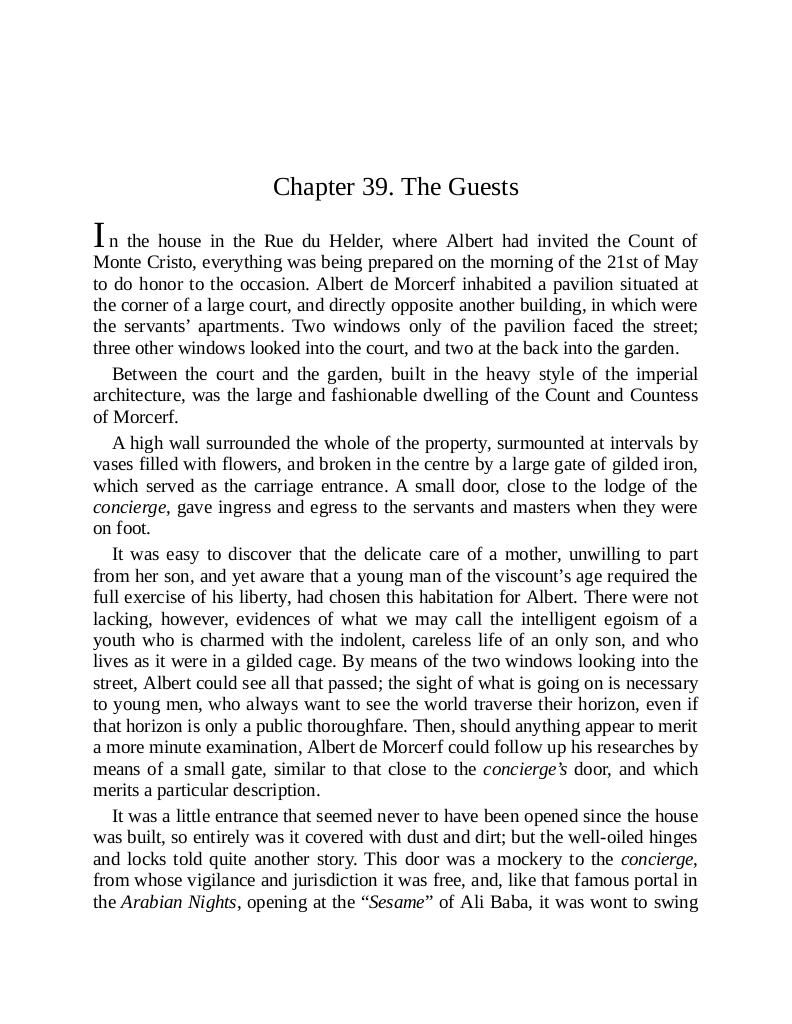 Chapter 39. The Guests
In the house in the Rue du Helder, where Albert had invited the Count of
Monte Cristo, everything was being prepared on the morning of the 21st of May
to do honor to the occasion. Albert de Morcerf inhabited a pavilion situated at
the corner of a large court, and directly opposite another building, in which were
the servants’ apartments. Two windows only of the pavilion faced the street;
three other windows looked into the court, and two at the back into the garden.
Between the court and the garden, built in the heavy style of the imperial
architecture, was the large and fashionable dwelling of the Count and Countess
of Morcerf.
A high wall surrounded the whole of the property, surmounted at intervals by
vases filled with flowers, and broken in the centre by a large gate of gilded iron,
which served as the carriage entrance. A small door, close to the lodge of the
concierge, gave ingress and egress to the servants and masters when they were
on foot.
It was easy to discover that the delicate care of a mother, unwilling to part
from her son, and yet aware that a young man of the viscount’s age required the
full exercise of his liberty, had chosen this habitation for Albert. There were not
lacking, however, evidences of what we may call the intelligent egoism of a
youth who is charmed with the indolent, careless life of an only son, and who
lives as it were in a gilded cage. By means of the two windows looking into the
street, Albert could see all that passed; the sight of what is going on is necessary
to young men, who always want to see the world traverse their horizon, even if
that horizon is only a public thoroughfare. Then, should anything appear to merit
a more minute examination, Albert de Morcerf could follow up his researches by
means of a small gate, similar to that close to the concierge’s door, and which
merits a particular description.
It was a little entrance that seemed never to have been opened since the house
was built, so entirely was it covered with dust and dirt; but the well-oiled hinges
and locks told quite another story. This door was a mockery to the concierge,
from whose vigilance and jurisdiction it was free, and, like that famous portal in
the Arabian Nights, opening at the “Sesame” of Ali Baba, it was wont to swing